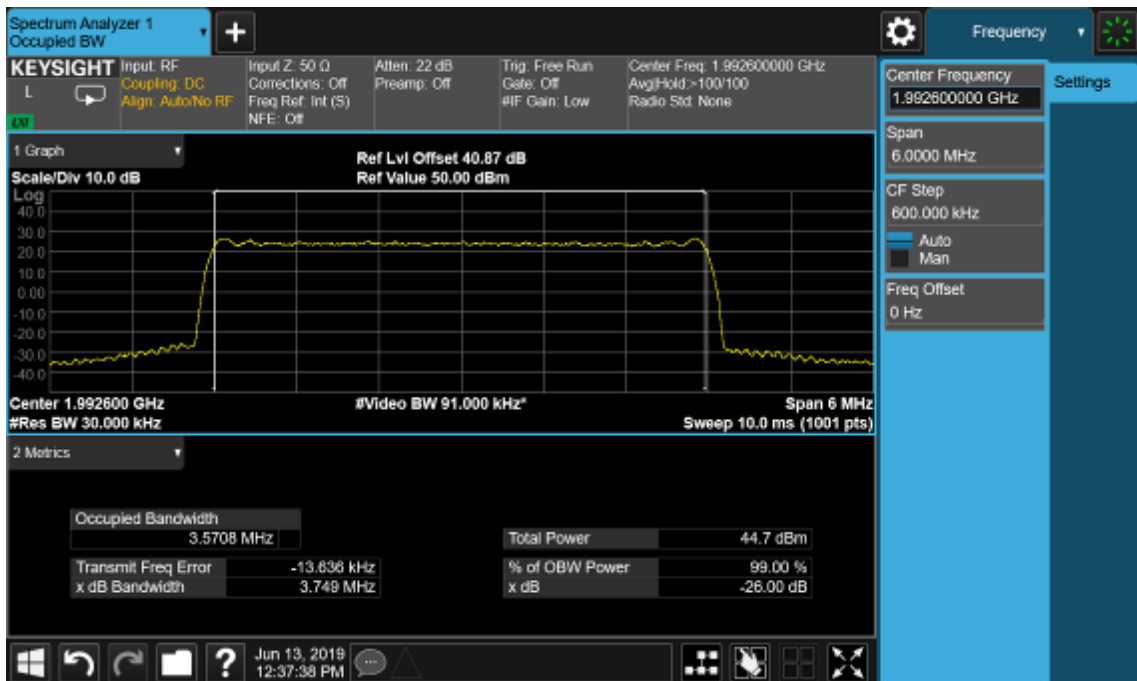 Spectrum Analyzer 1
Occupied BW
+
Frequency
KEYSIGHT
L
LXI
Input: RF
Coupling: DC
Align: Auto/No RF
Input Z: 50 Ω
Corrections: Off
Freq Ref: Int (S)
NFE: Off
Atten: 22 dB
Preamp: Off
Trig: Free Run
Gate: Off
#IF Gain: Low
Center Freq: 1.992600000 GHz
Avg|Hold:>100/100
Radio Std: None
Center Frequency
1.992600000 GHz
Settings
Span
6.0000 MHz
CF Step
600.000 kHz
Auto
Man
Freq Offset
0 Hz
1 Graph
Scale/Div 10.0 dB
Ref Lvl Offset 40.87 dB
Ref Value 50.00 dBm
Log
40.0
30.0
20.0
10.0
0.00
-10.0
-20.0
-30.0
-40.0
Center 1.992600 GHz
#Res BW 30.000 kHz
#Video BW 91.000 kHz*
Span 6 MHz
Sweep 10.0 ms (1001 pts)
2 Metrics
Occupied Bandwidth
3.5708 MHz
Total Power 44.7 dBm
Transmit Freq Error -13.636 kHz
% of OBW Power 99.00 %
x dB Bandwidth 3.749 MHz
x dB -26.00 dB
?
Jun 13, 2019
12:37:38 PM